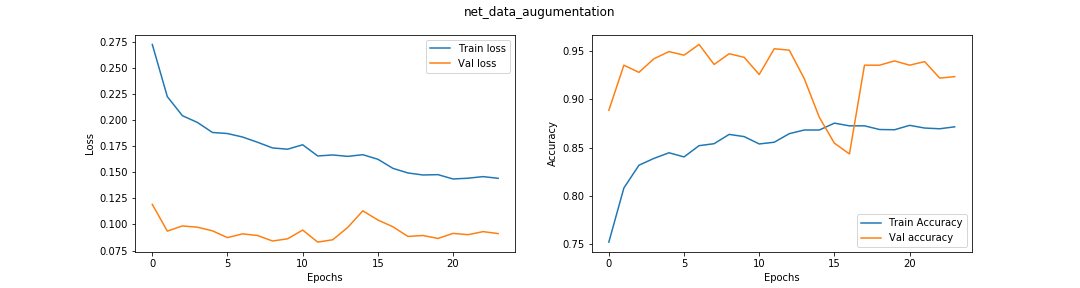 net_data_augumentation
0.275
0.250
0.225
0.200
0.175
0.150
0.125
0.100
0.075
Loss
Train loss
Val loss
0 5 10 15 20
Epochs
0.95
0.90
0.85
0.80
0.75
Accuracy
Train Accuracy
Val accuracy
0 5 10 15 20
Epochs